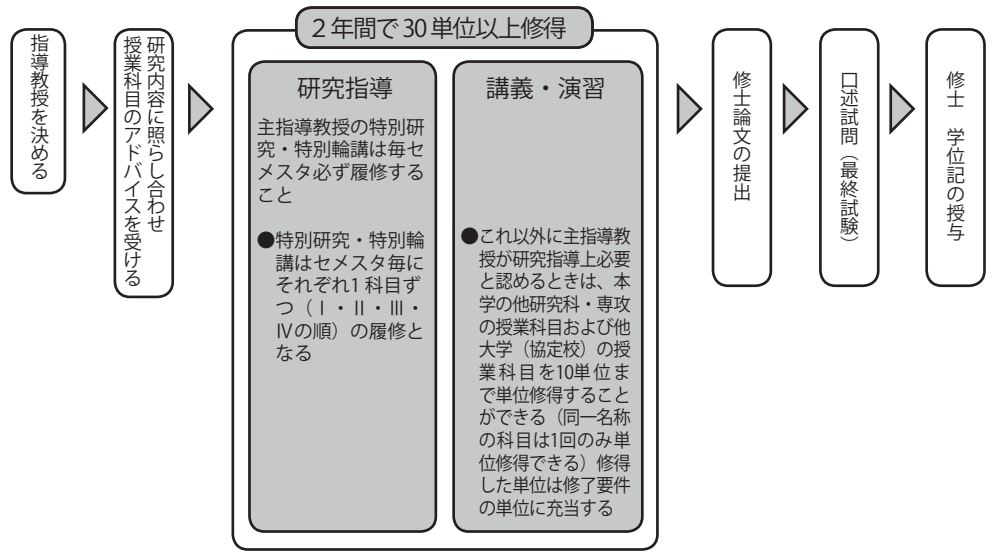 指導教授を決める
研究内容に照らし合わせ
授業科目のアドバイスを受ける
2年間で30単位以上修得
研究指導
主指導教授の特別研
究・特別輪講は毎セ
メスタ必ず履修する
こと
●特別研究・特別輪
講はセメスタ毎に
それぞれ1科目ず
つ（Ⅰ・Ⅱ・Ⅲ・
Ⅳの順）の履修と
なる
講義・演習
●これ以外に主指導教
授が研究指導上必要
と認めるときは、本
学の他研究科・専攻
の授業科目および他
大学（協定校）の授
業科目を10単位ま
で単位修得すること
ができる（同一名称
の科目は1回のみ単
位修得できる）修得
した単位は修了要件
の単位に充当する
修士論文の提出
口述試問（最終試験）
修士　学位記の授与